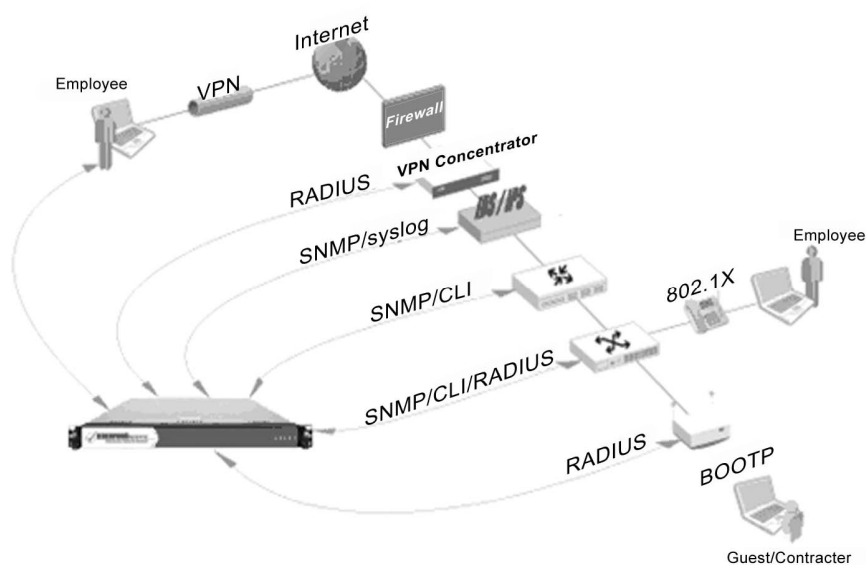 Internet
Employee
VPN
Firewall
VPN Concentrator
RADIUS
IDS/IPS
SNMP/syslog
Employee
802.1X
SNMP/CLI
SNMP/CLI/RADIUS
RADIUS
BOOTP
Guest/Contracter